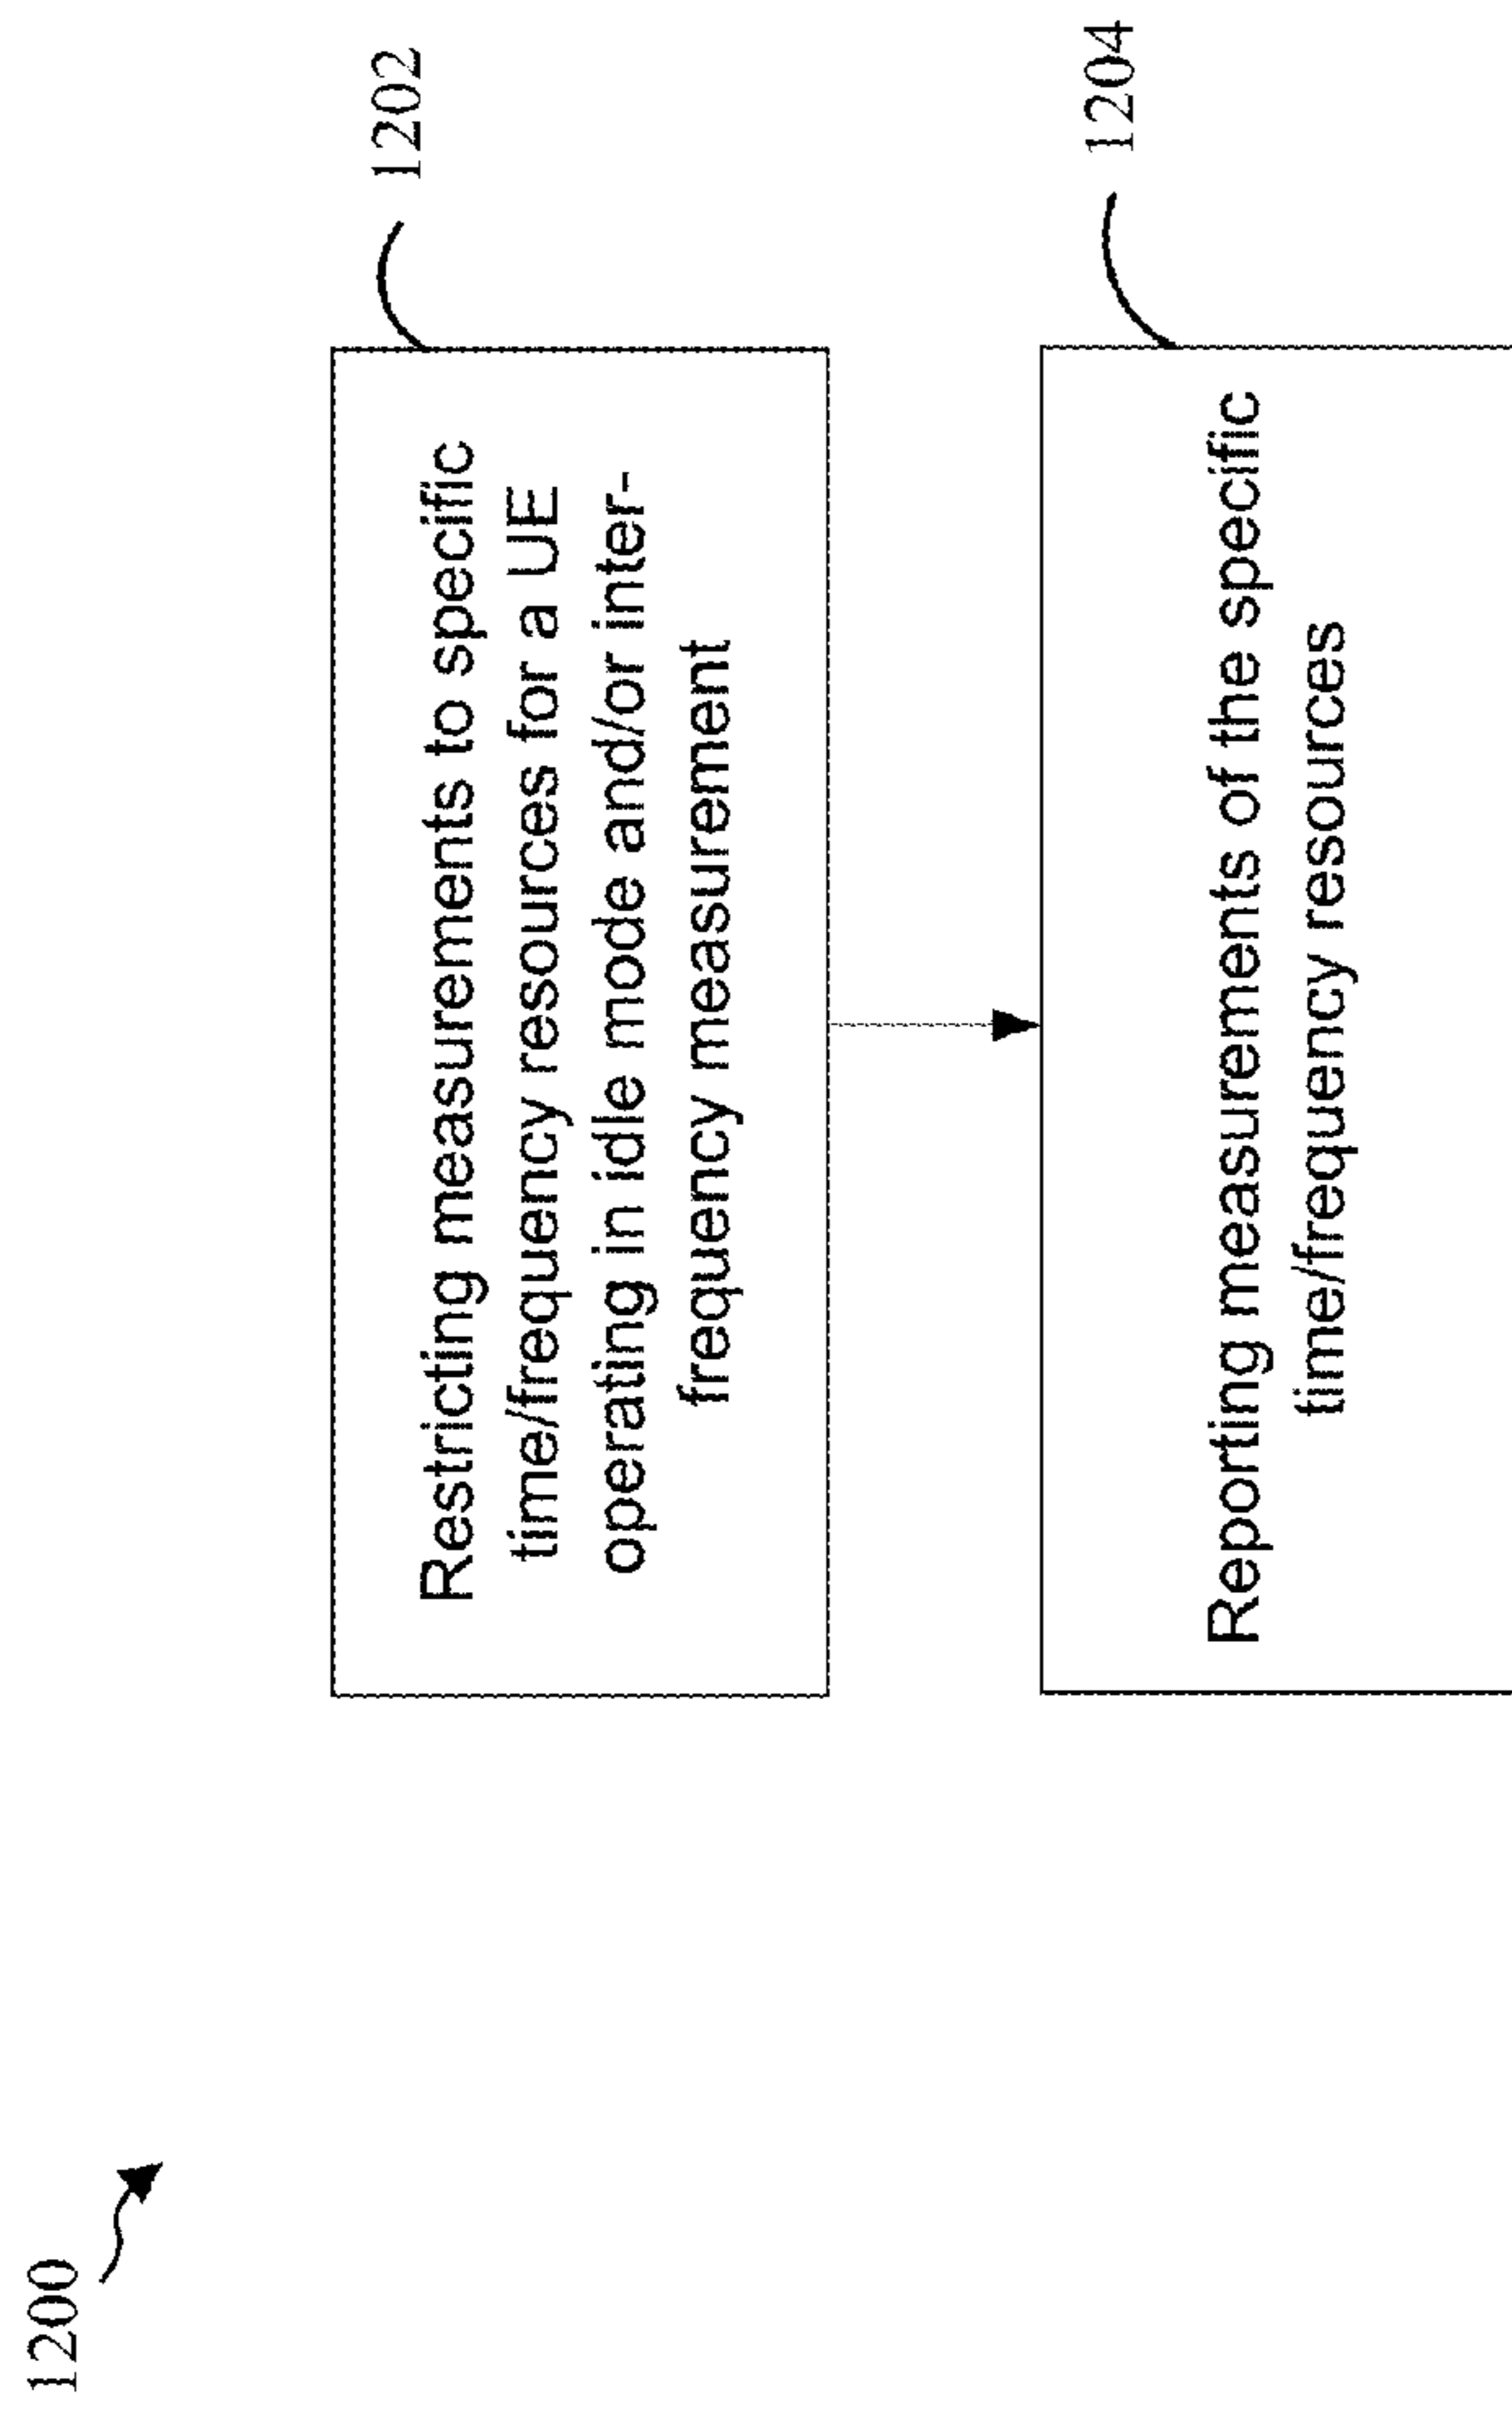 1200
Restricting measurements to specific
time/frequency resources for a UE
operating in idle mode and/or inter-
frequency measurement
1202
Reporting measurements of the specific
time/frequency resources
1204